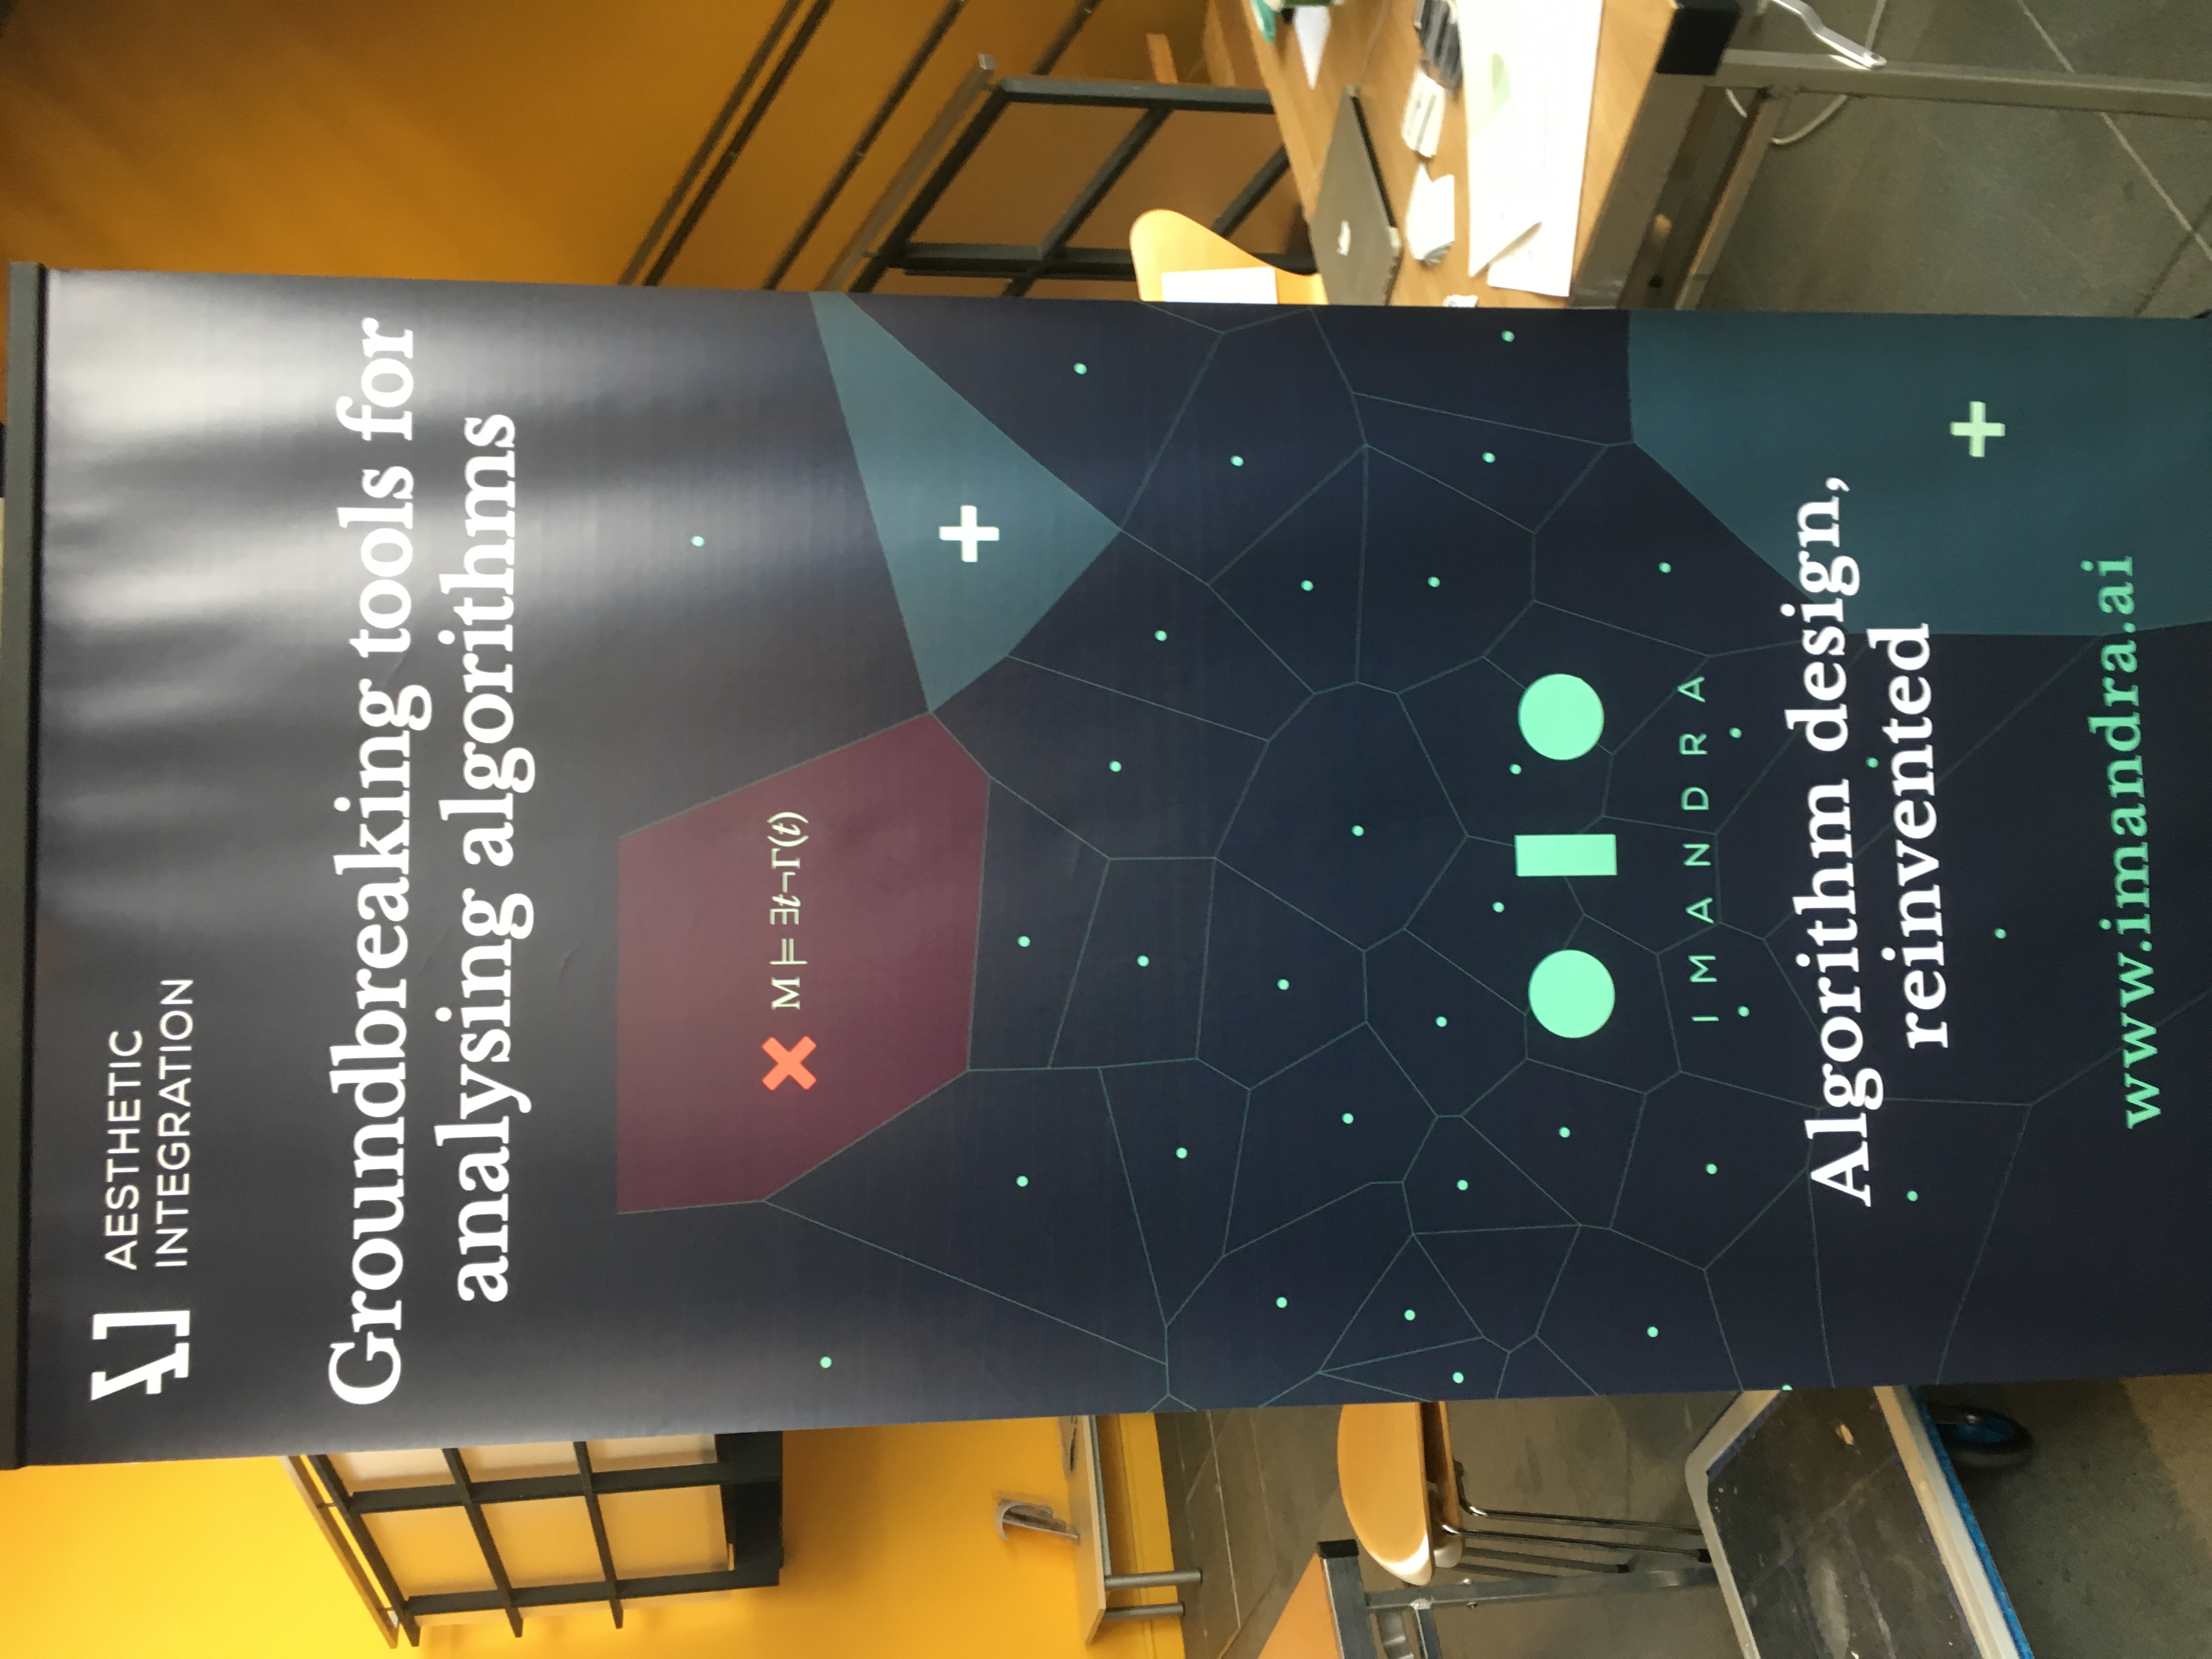 AESTHETIC
INTEGRATION
Groundbreaking tools for
analysing algorithms
M ⊨ ∃t¬Γ(t)
IMANDRA
Algorithm design,
reinvented
www.imandra.ai